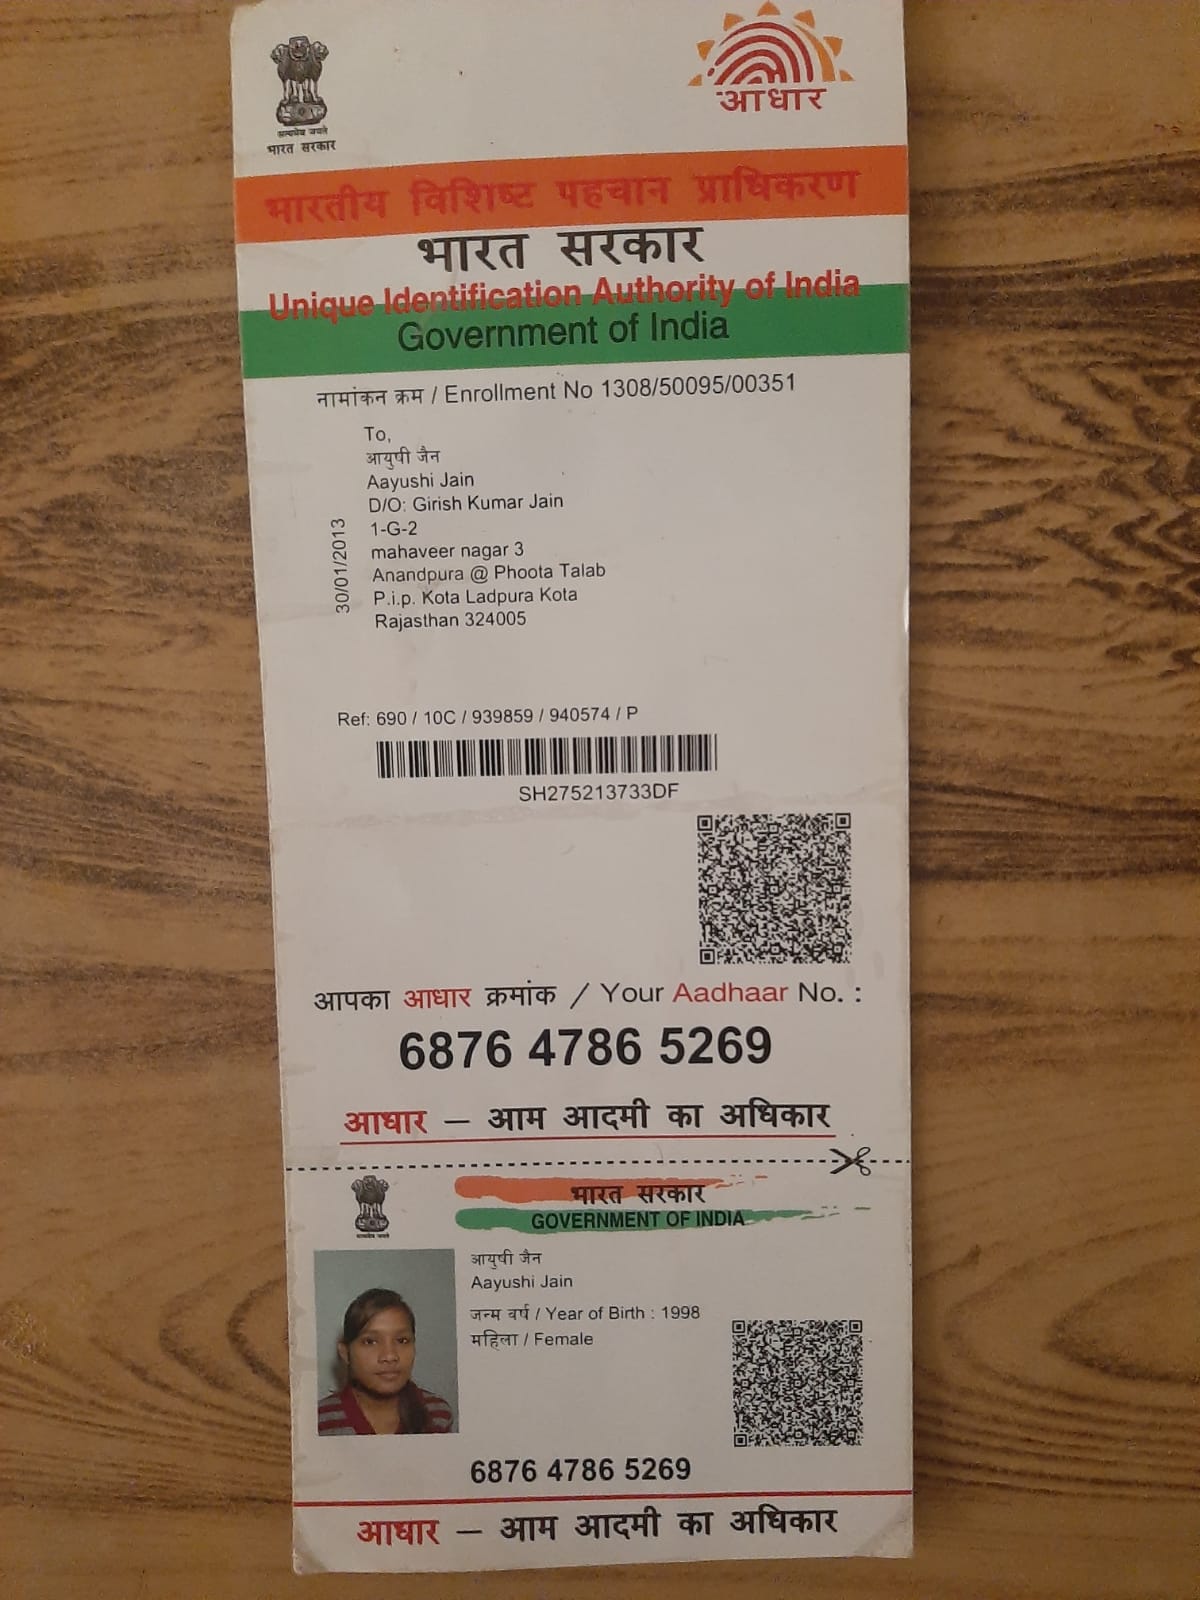 सत्यमेव जयते
भारत सरकार
आधार
भारतीय विशिष्ट पहचान प्राधिकरण
भारत सरकार
Unique Identification Authority of India
Government of India
नामांकन क्रम / Enrollment No 1308/50095/00351
To,
आयुषी जैन
Aayushi Jain
D/O: Girish Kumar Jain
1-G-2
mahaveer nagar 3
Anandpura @ Phoota Talab
P.i.p. Kota Ladpura Kota
Rajasthan 324005
30/01/2013
Ref: 690 / 10C / 939859 / 940574 / P
SH275213733DF
आपका आधार क्रमांक / Your Aadhaar No. :
6876 4786 5269
आधार – आम आदमी का अधिकार
सत्यमेव जयते
भारत सरकार
GOVERNMENT OF INDIA
आयुषी जैन
Aayushi Jain
जन्म वर्ष / Year of Birth : 1998
महिला / Female
6876 4786 5269
आधार – आम आदमी का अधिकार